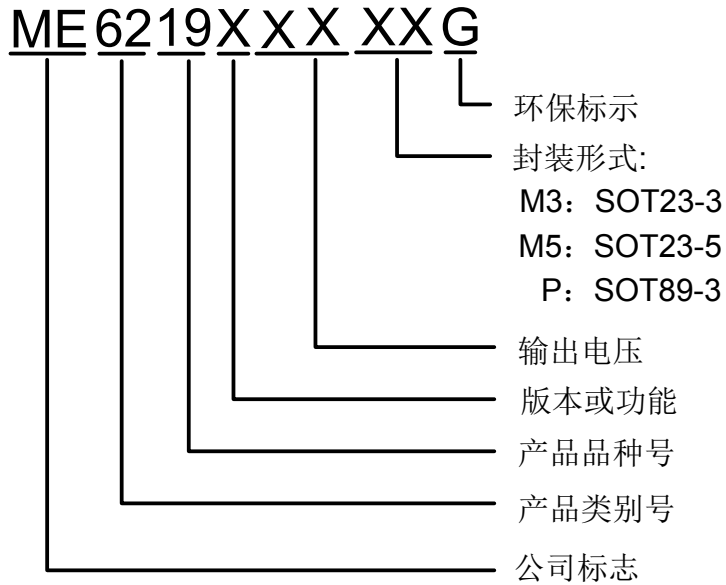 ME6219X X X XX G
环保标示
封装形式:
M3：SOT23-3
M5：SOT23-5
P：SOT89-3
输出电压
版本或功能
产品品种号
产品类别号
公司标志